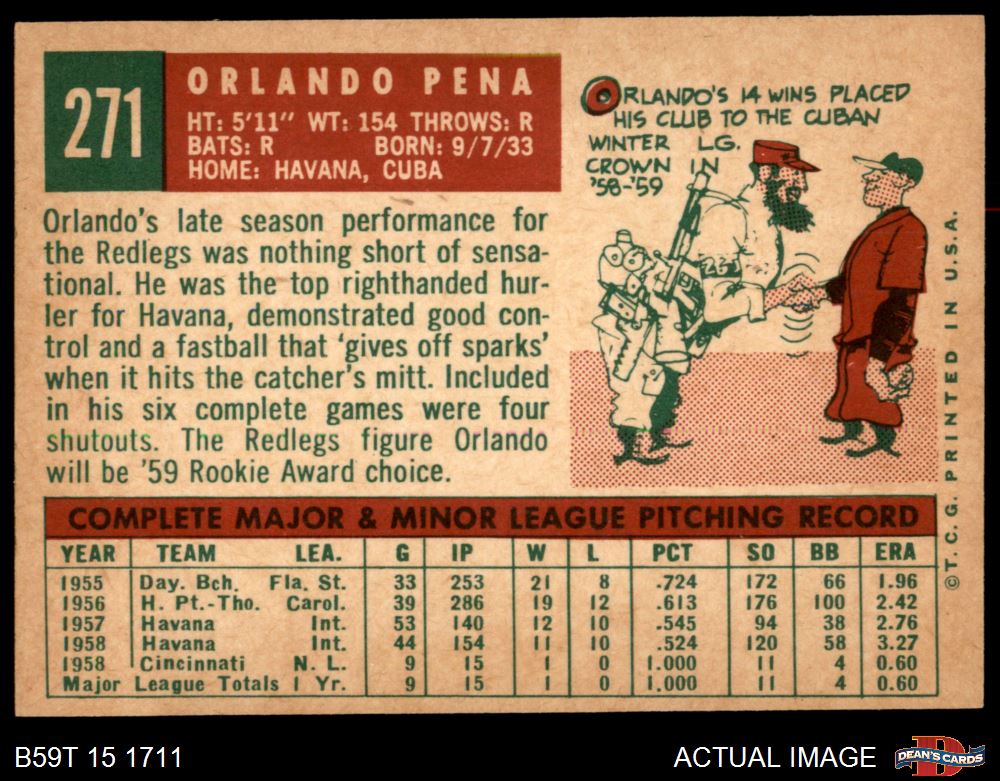 271
ORLANDO PENA
HT: 5'11" WT: 154 THROWS: R
BATS: R BORN: 9/7/33
HOME: HAVANA, CUBA
ORLANDO'S 14 WINS PLACED
HIS CLUB TO THE CUBAN
WINTER L.G.
CROWN IN
'58-'59
Orlando's late season performance for
the Redlegs was nothing short of sensa-
tional. He was the top righthanded hur-
ler for Havana, demonstrated good con-
trol and a fastball that 'gives off sparks'
when it hits the catcher's mitt. Included
in his six complete games were four
shutouts. The Redlegs figure Orlando
will be '59 Rookie Award choice.
COMPLETE MAJOR & MINOR LEAGUE PITCHING RECORD
YEAR TEAM LEA. G IP W L PCT SO BB ERA
1955 Day. Bch. Fla. St. 33 253 21 8 .724 172 66 1.96
1956 H. Pt.-Tho. Carol. 39 286 19 12 .613 176 100 2.42
1957 Havana Int. 53 140 12 10 .545 94 38 2.76
1958 Havana Int. 44 154 11 10 .524 120 58 3.27
1958 Cincinnati N. L. 9 15 1 0 1.000 11 4 0.60
Major League Totals 1 Yr. 9 15 1 0 1.000 11 4 0.60
©T. C. G. PRINTED IN U.S.A.
B59T 15 1711
ACTUAL IMAGE
D
DEAN'S CARDS